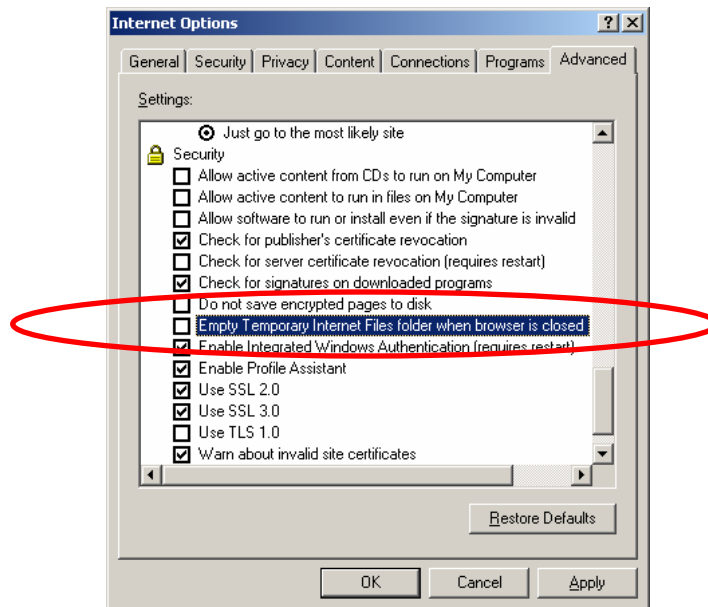 Internet Options
General Security Privacy Content Connections Programs Advanced
Settings:
Just go to the most likely site
Security
Allow active content from CDs to run on My Computer
Allow active content to run in files on My Computer
Allow software to run or install even if the signature is invalid
Check for publisher's certificate revocation
Check for server certificate revocation (requires restart)
Check for signatures on downloaded programs
Do not save encrypted pages to disk
Empty Temporary Internet Files folder when browser is closed
Enable Integrated Windows Authentication (requires restart)
Enable Profile Assistant
Use SSL 2.0
Use SSL 3.0
Use TLS 1.0
Warn about invalid site certificates
Restore Defaults
OK Cancel Apply